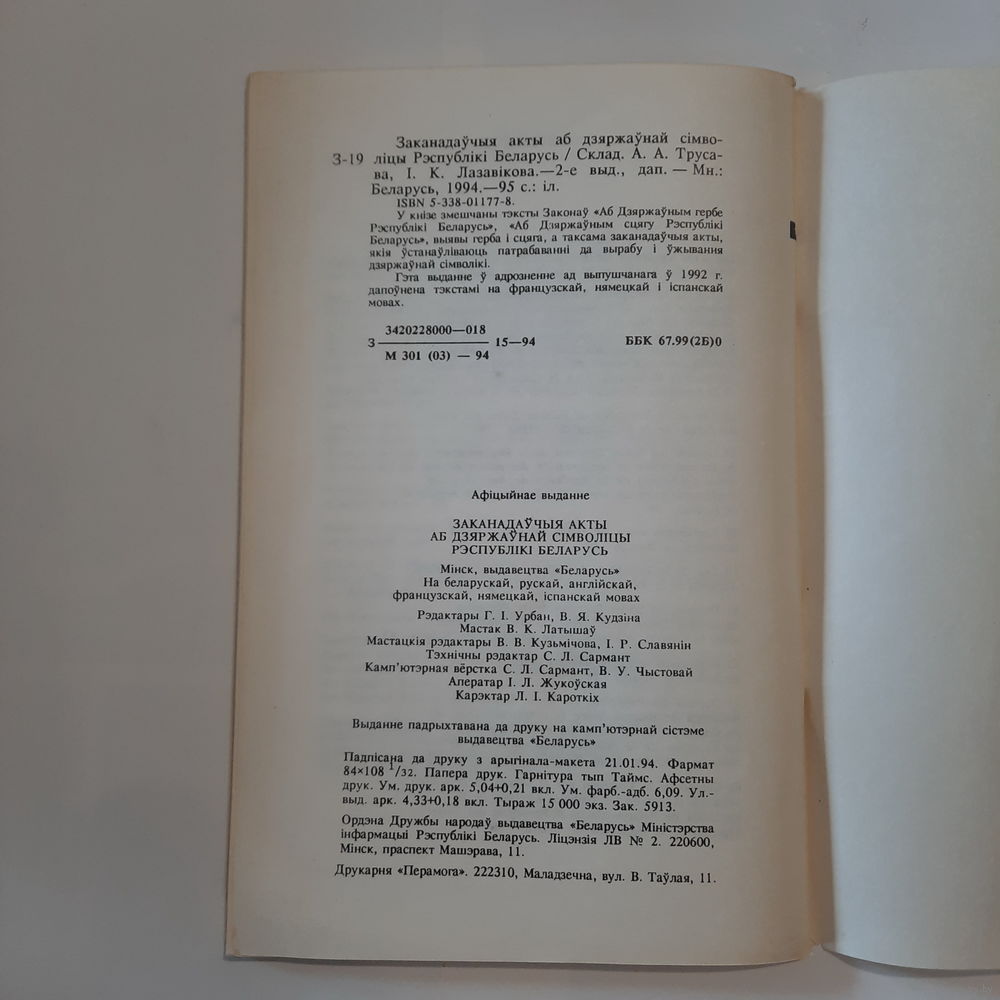 Заканадаўчыя акты аб дзяржаўнай сімво-
З-19 ліцы Рэспублікі Беларусь / Склад. А. А. Труса-
ва, І. К. Лазавікова.—2-е выд., дап. — Мн.:
Беларусь, 1994.—95 с.: іл.
ISBN 5-338-01177-8.
У кнізе змешчаны тэксты Законаў «Аб Дзяржаўным гербе
Рэспублікі Беларусь», «Аб Дзяржаўным сцягу Рэспублікі
Беларусь», выявы герба і сцяга, а таксама заканадаўчыя акты,
якія ўстанаўліваюць патрабаванні да вырабу і ўжывання
дзяржаўнай сімволікі.
Гэта выданне ў адрозненне ад выпушчанага ў 1992 г.
дапоўнена тэкстамі на французскай, нямецкай і іспанскай
мовах.
3420228000—018
З 15—94 ББК 67.99(2Б)0
М 301 (03) — 94
Афіцыйнае выданне
ЗАКАНАДАЎЧЫЯ АКТЫ
АБ ДЗЯРЖАЎНАЙ СІМВОЛІЦЫ
РЭСПУБЛІКІ БЕЛАРУСЬ
Мінск, выдавецтва «Беларусь»
На беларускай, рускай, англійскай,
французскай, нямецкай, іспанскай мовах
Рэдактары Г. І. Урбан, В. Я. Кудзіна
Мастак В. К. Латышаў
Мастацкія рэдактары В. В. Кузьмічова, І. Р. Славянін
Тэхнічны рэдактар С. Л. Сармант
Камп'ютэрная вёрстка С. Л. Сармант, В. У. Чыставай
Аператар І. Л. Жукоўская
Карэктар Л. І. Кароткіх
Выданне падрыхтавана да друку на камп'ютэрнай сістэме
выдавецтва «Беларусь»
Падпісана да друку з арыгінала-макета 21.01.94. Фармат
84×108 1/32. Папера друк. Гарнітура тып Таймс. Афсетны
друк. Ум. друк. арк. 5,04+0,21 вкл. Ум. фарб.-адб. 6,09. Ул.-
выд. арк. 4,33+0,18 вкл. Тыраж 15 000 экз. Зак. 5913.
Ордэна Дружбы народаў выдавецтва «Беларусь» Міністэрства
інфармацыі Рэспублікі Беларусь. Ліцэнзія ЛВ № 2. 220600,
Мінск, праспект Машэрава, 11.
Друкарня «Перамога». 222310, Маладзечна, вул. В. Таўлая, 11.